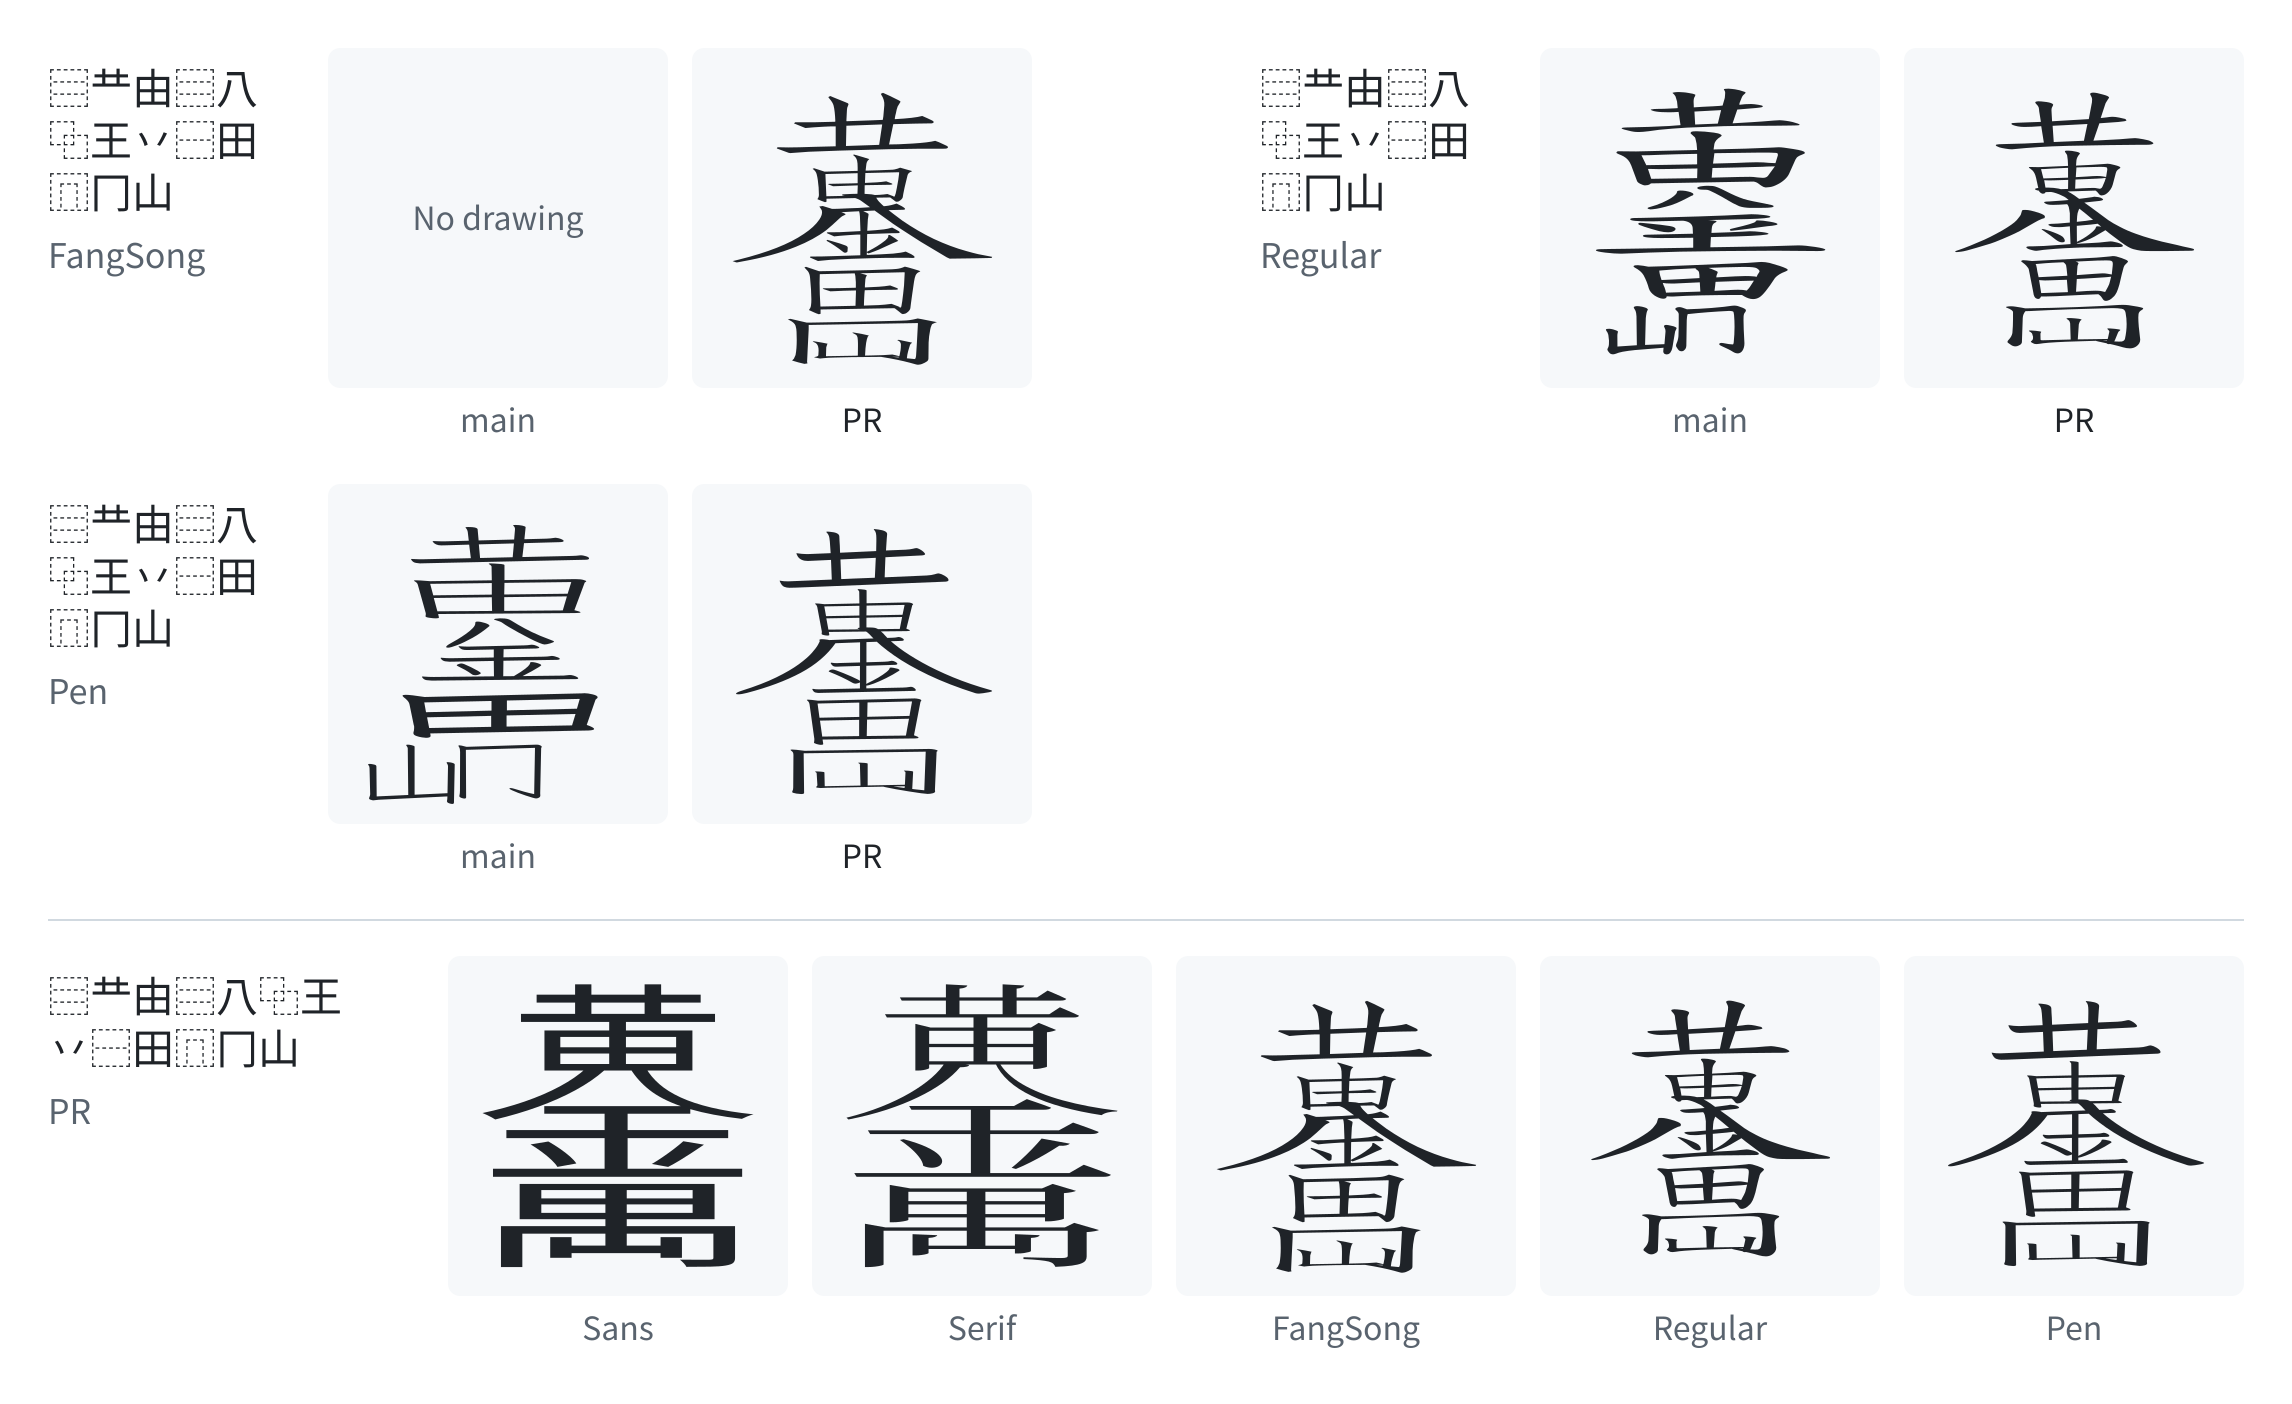 ⿳龷由⿳八
⿻王丷⿱田
⿵冂山
FangSong
No drawing
main
PR
⿳龷由⿳八
⿻王丷⿱田
⿵冂山
Regular
main
PR
⿳龷由⿳八
⿻王丷⿱田
⿵冂山
Pen
main
PR
⿳龷由⿳八⿻王
丷⿱田⿵冂山
PR
Sans
Serif
FangSong
Regular
Pen